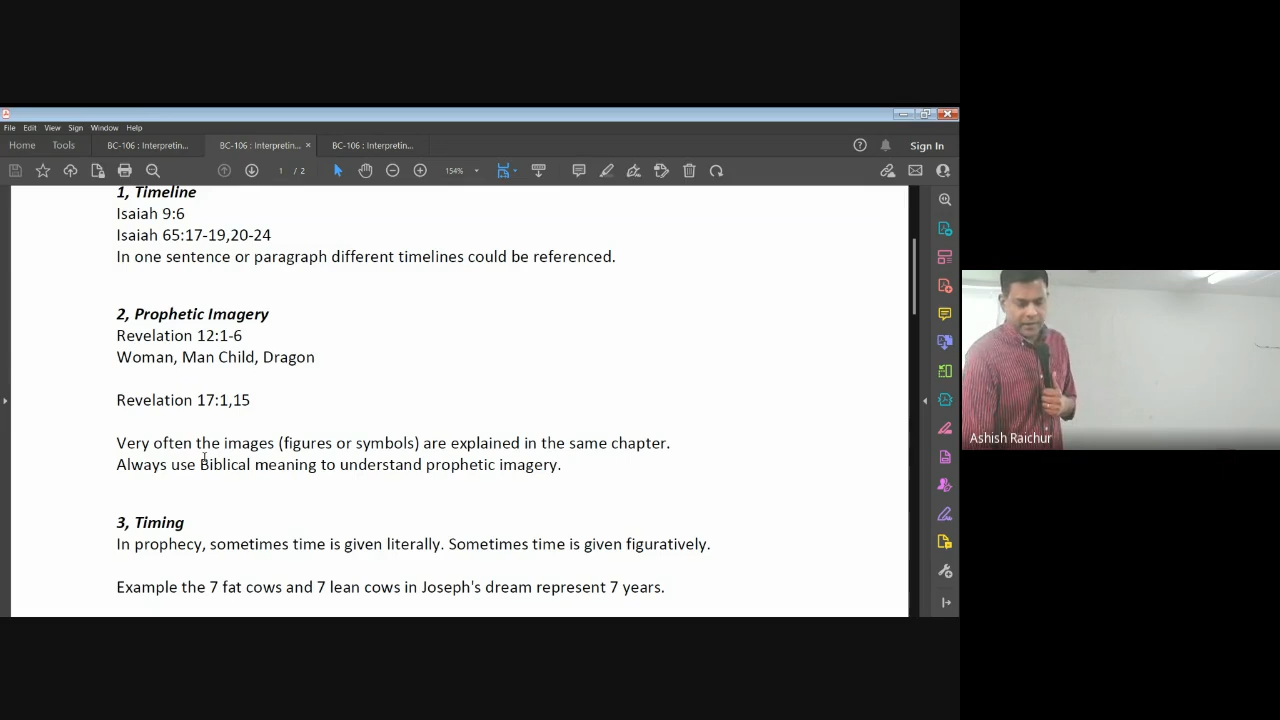 File Edit View Sign Window Help
Home Tools BC-106 : Interpretin... BC-106 : Interpretin... × BC-106 : Interpretin... Sign In
1 / 2 154%
1, Timeline
Isaiah 9:6
Isaiah 65:17-19,20-24
In one sentence or paragraph different timelines could be referenced.
2, Prophetic Imagery
Revelation 12:1-6
Woman, Man Child, Dragon
Revelation 17:1,15
Very often the images (figures or symbols) are explained in the same chapter.
Always use Biblical meaning to understand prophetic imagery.
3, Timing
In prophecy, sometimes time is given literally. Sometimes time is given figuratively.
Example the 7 fat cows and 7 lean cows in Joseph's dream represent 7 years.
Ashish Raichur